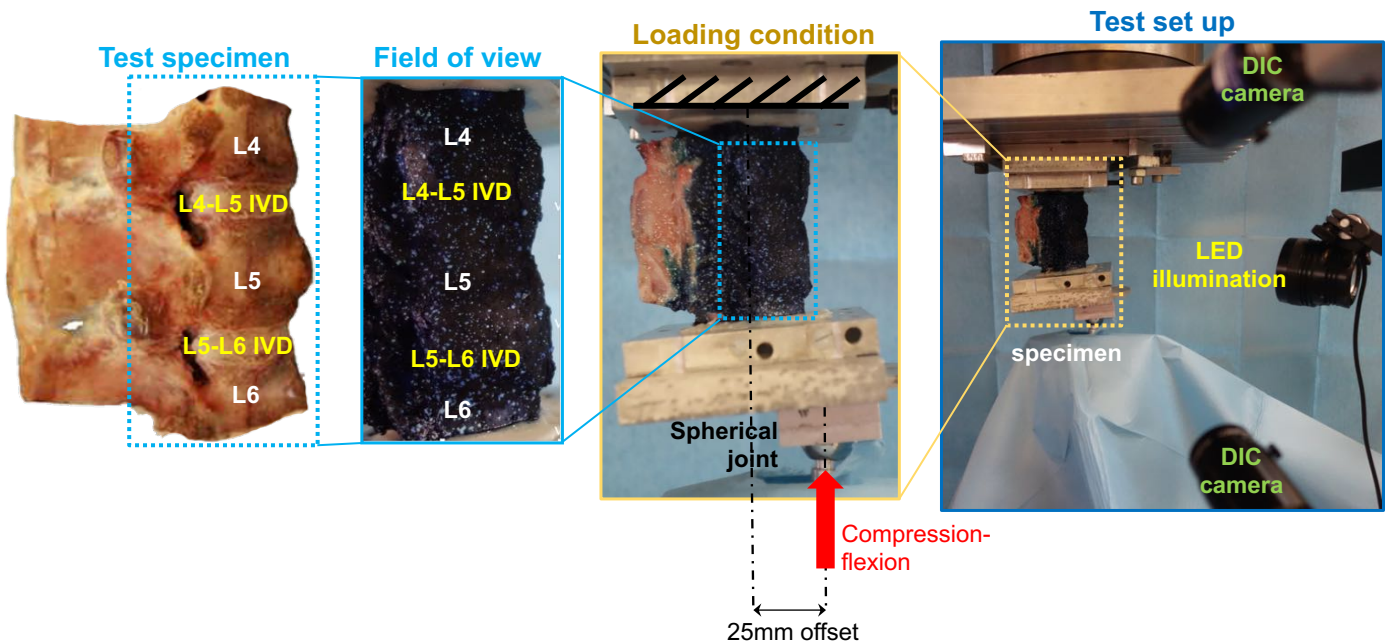 Test specimen
L4
L4-L5 IVD
L5
L5-L6 IVD
L6
Field of view
L4
L4-L5 IVD
L5
L5-L6 IVD
L6
Loading condition
Spherical
joint
Compression-
flexion
25mm offset
Test set up
DIC
camera
LED
illumination
specimen
DIC
camera